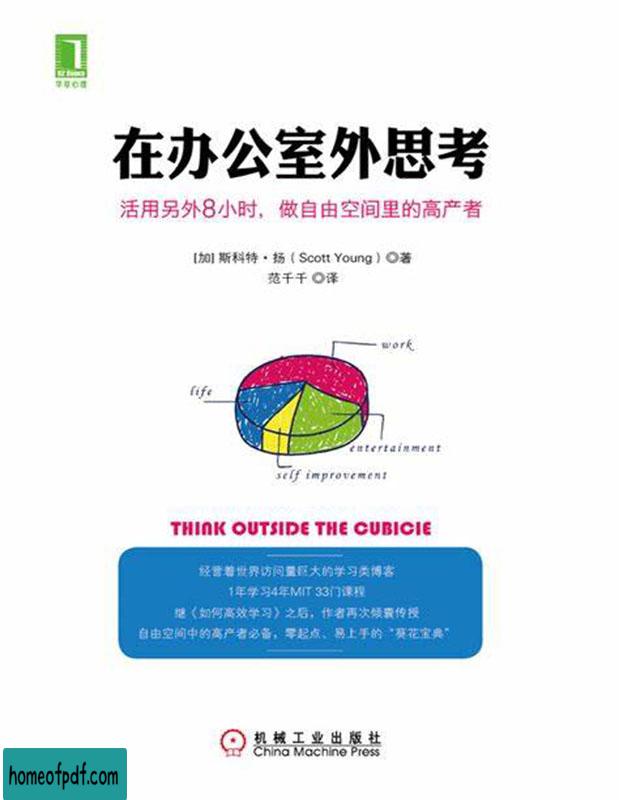 HZ Books
华章心理
在办公室外思考
活用另外8小时，做自由空间里的高产者
[加] 斯科特·扬（Scott Young）◎著
范千千 ◎译
work
life
entertainment
self improvement
THINK OUTSIDE THE CUBICIE
经营着世界访问量巨大的学习类博客
1年学习4年MIT 33门课程
继《如何高效学习》之后，作者再次倾囊传授
自由空间中的高产者必备，零起点、易上手的“葵花宝典”
机械工业出版社
China Machine Press
homeofpdf.com